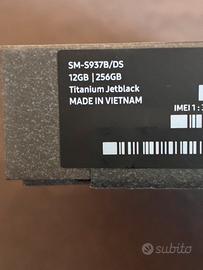 SM-S937B/DS
12GB | 256GB
Titanium Jetblack
MADE IN VIETNAM
IMEI 1 :
subito